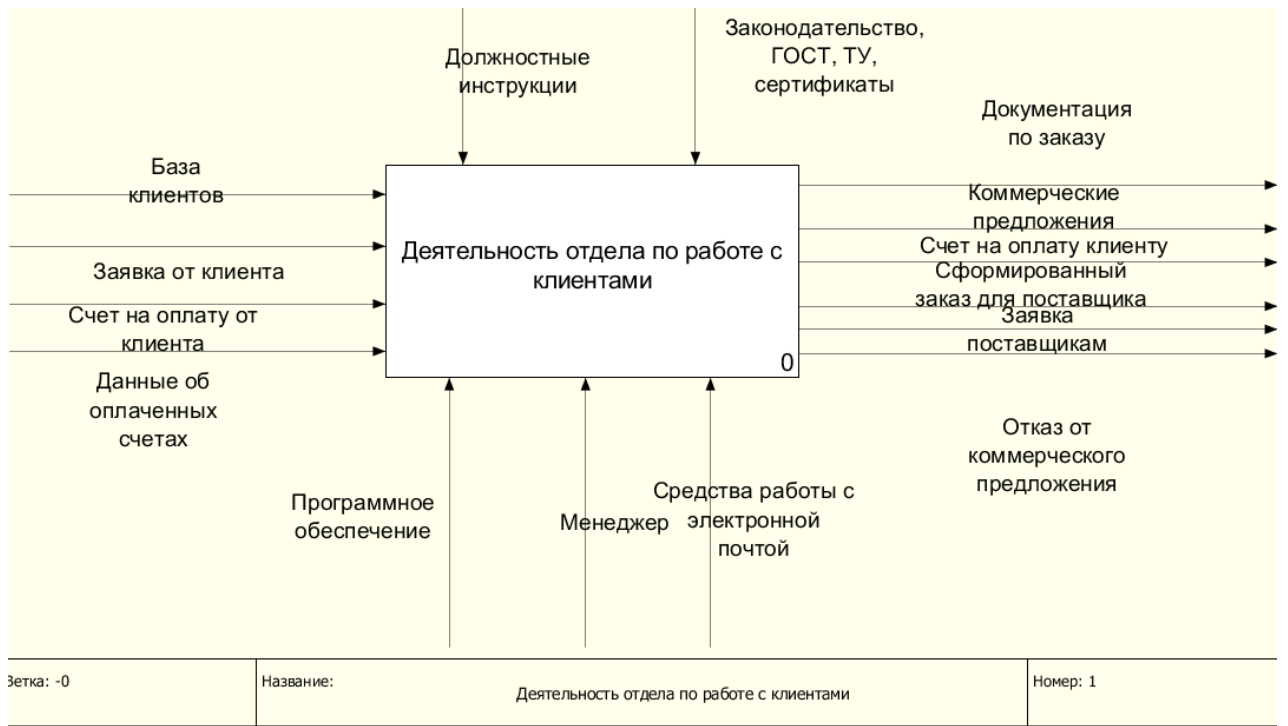 Должностные
инструкции
Законодательство,
ГОСТ, ТУ,
сертификаты
База
клиентов
Заявка от клиента
Счет на оплату от
клиента
Данные об
оплаченных
счетах
Деятельность отдела по работе с
клиентами
0
Документация
по заказу
Коммерческие
предложения
Счет на оплату клиенту
Сформированный
заказ для поставщика
Заявка
поставщикам
Отказ от
коммерческого
предложения
Программное
обеспечение
Менеджер
Средства работы с
электронной
почтой
Ветка: -0
Название:
Деятельность отдела по работе с клиентами
Номер: 1